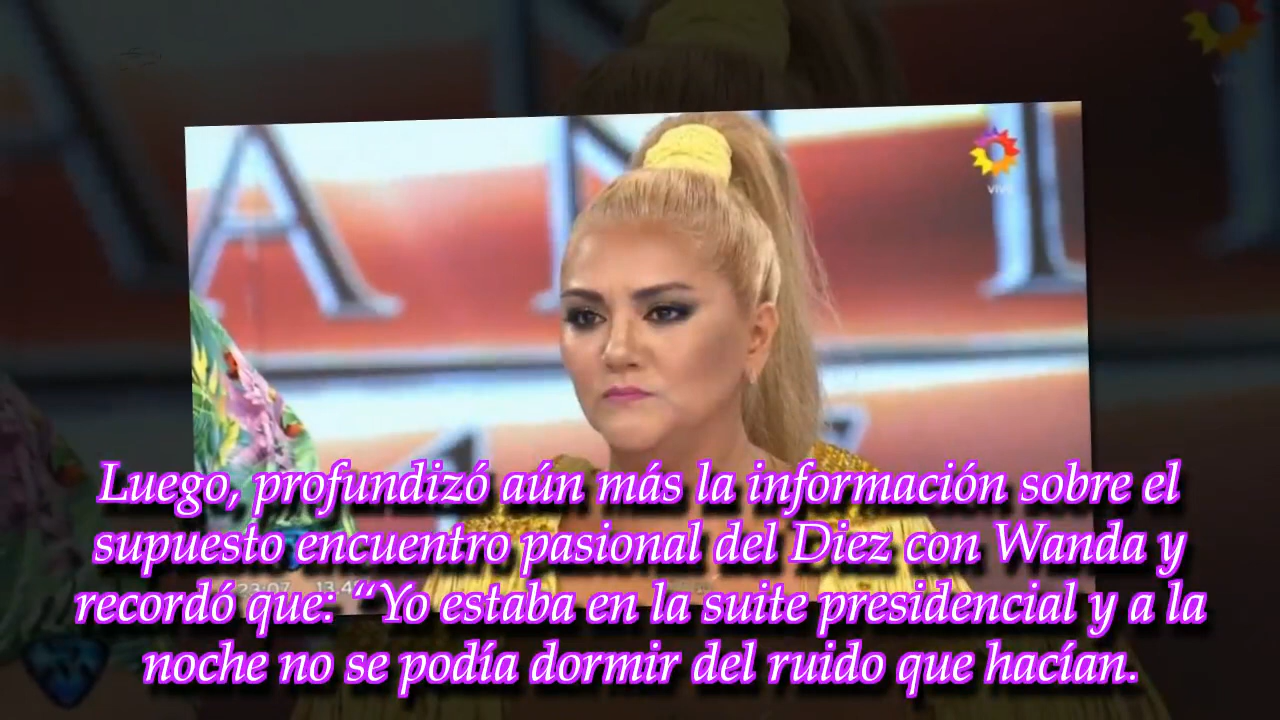 VIVO
Luego, profundizó aún más la información sobre el
supuesto encuentro pasional del Diez con Wanda y
recordó que: “Yo estaba en la suite presidencial y a la
noche no se podía dormir del ruido que hacían.